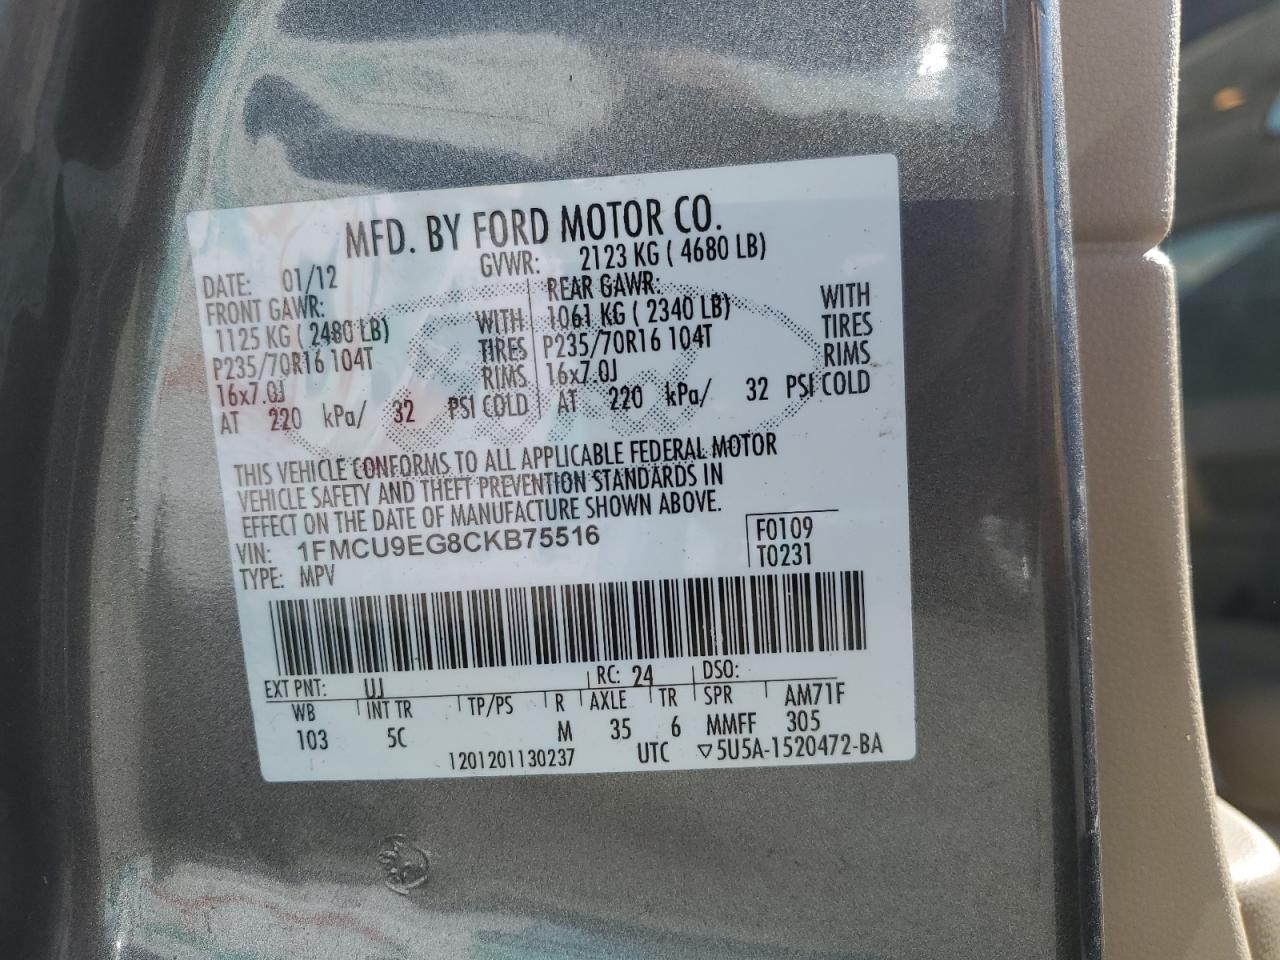 MFD. BY FORD MOTOR CO.
DATE: 01/12 GVWR: 2123 KG ( 4680 LB)
FRONT GAWR: REAR GAWR:
1125 KG ( 2480 LB) WITH 1061 KG ( 2340 LB) WITH
P235/70R16 104T TIRES P235/70R16 104T TIRES
16x7.0J RIMS 16x7.0J RIMS
AT 220 kPa/ 32 PSI COLD AT 220 kPa/ 32 PSI COLD
THIS VEHICLE CONFORMS TO ALL APPLICABLE FEDERAL MOTOR
VEHICLE SAFETY AND THEFT PREVENTION STANDARDS IN
EFFECT ON THE DATE OF MANUFACTURE SHOWN ABOVE.
VIN: 1FMCU9EG8CKB75516 F0109
TYPE: MPV T0231
EXT PNT: UJ RC: 24 DSO:
WB INT TR TP/PS R AXLE TR SPR AM71F
103 5C M 35 6 MMFF 305
1201201130237 UTC ▽5U5A-1520472-BA